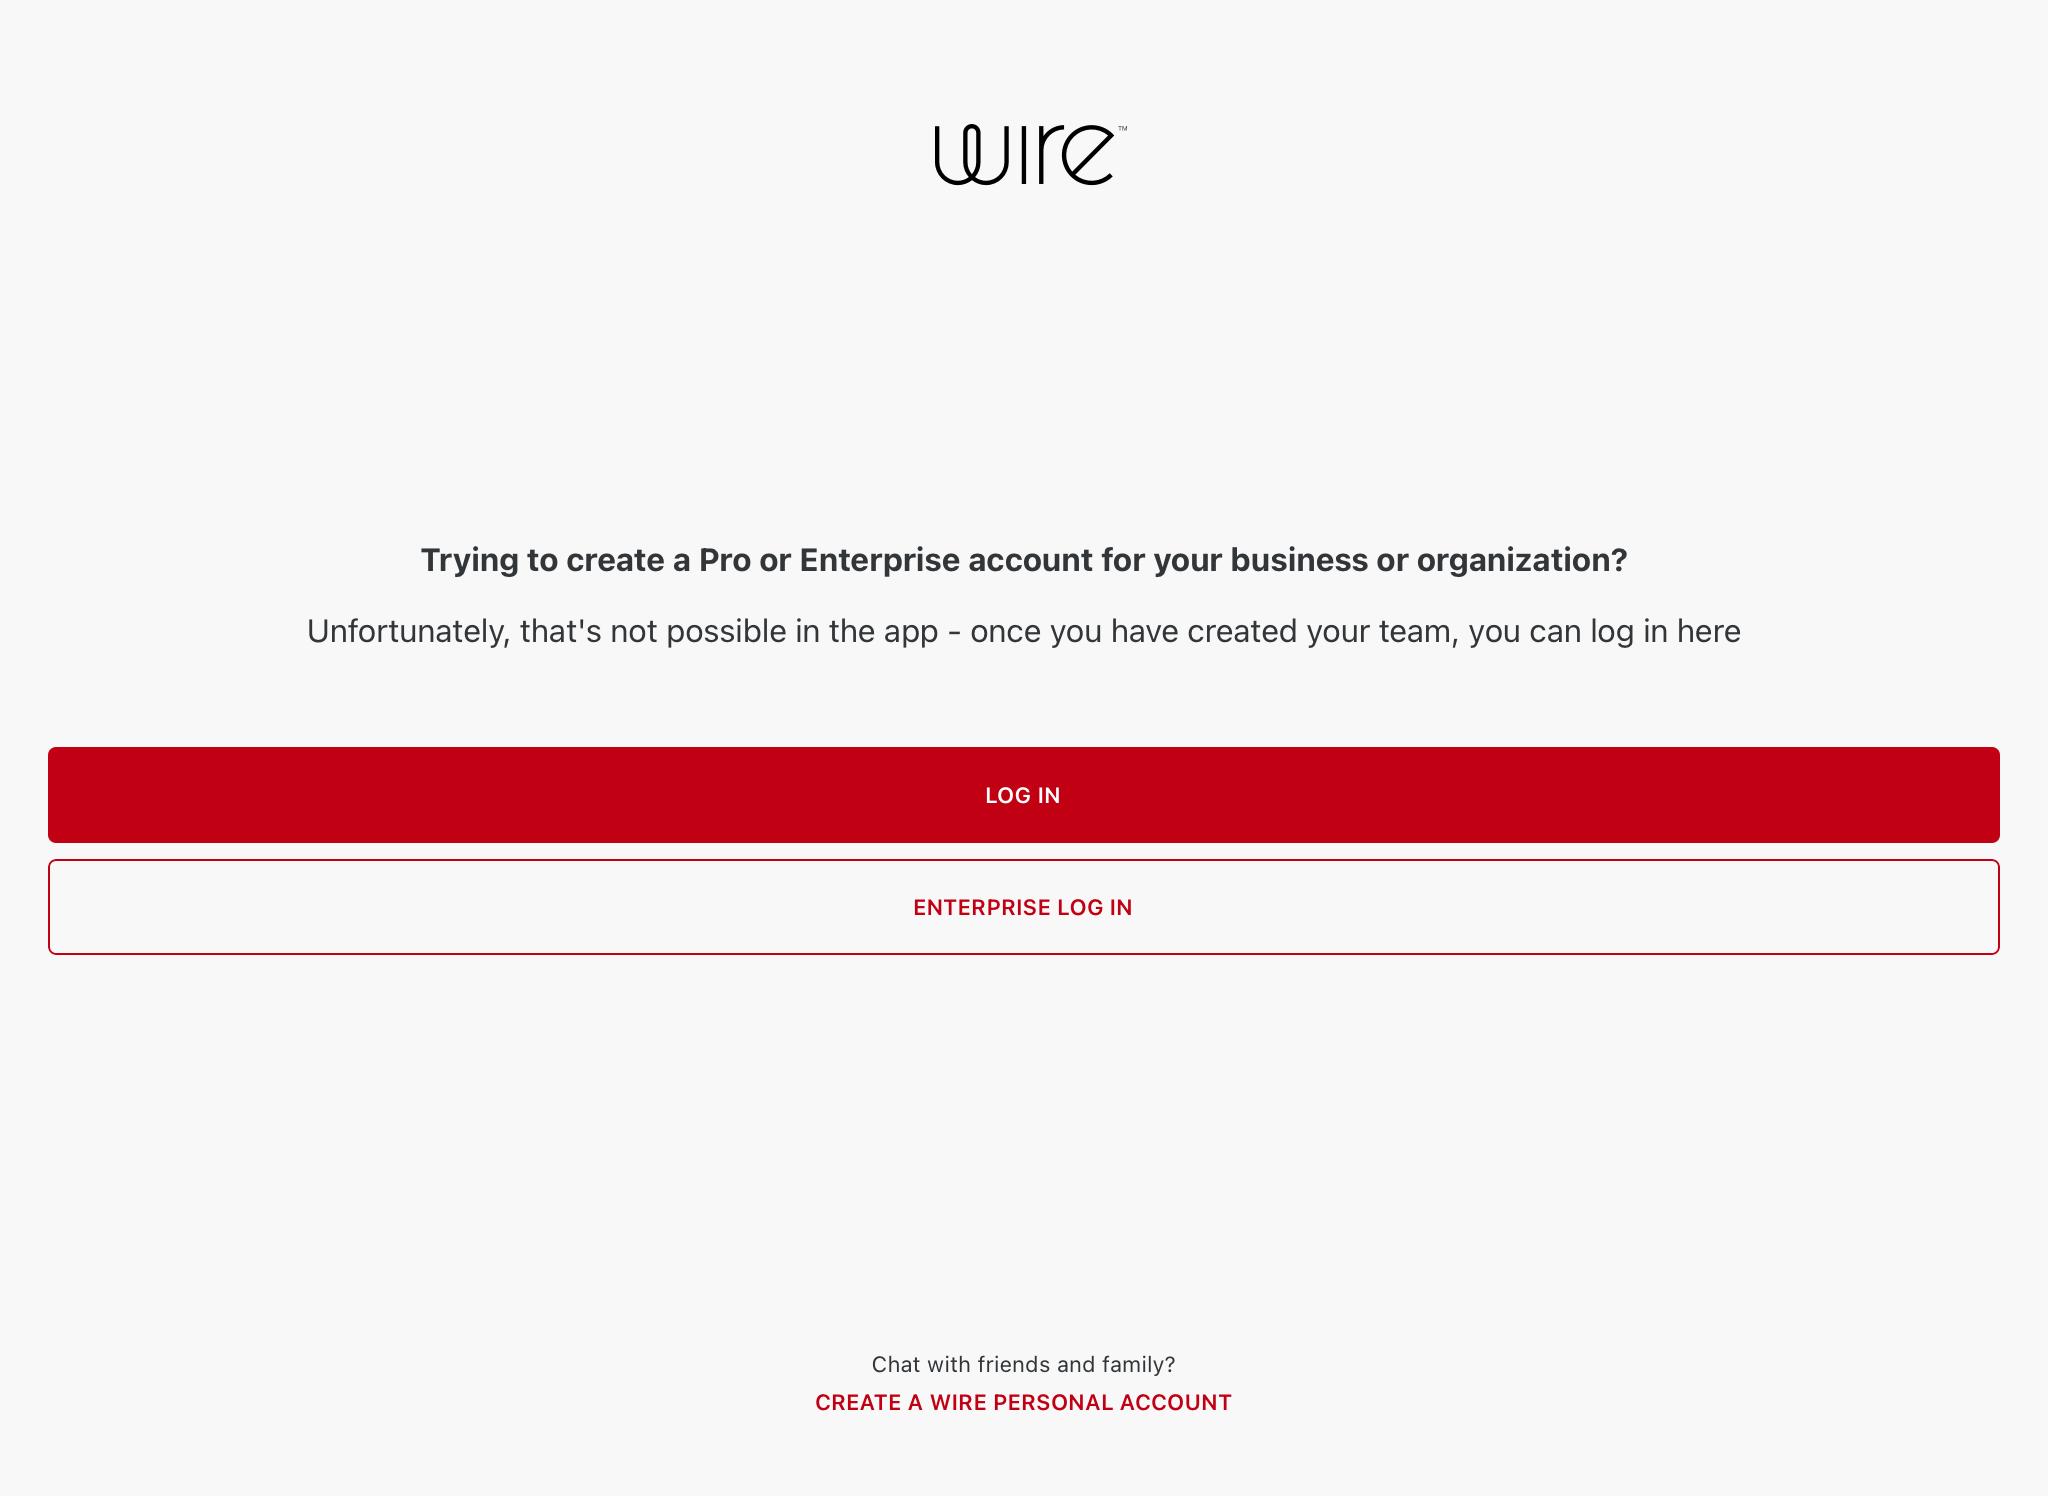 wire™
Trying to create a Pro or Enterprise account for your business or organization?
Unfortunately, that's not possible in the app - once you have created your team, you can log in here
LOG IN
ENTERPRISE LOG IN
Chat with friends and family?
CREATE A WIRE PERSONAL ACCOUNT